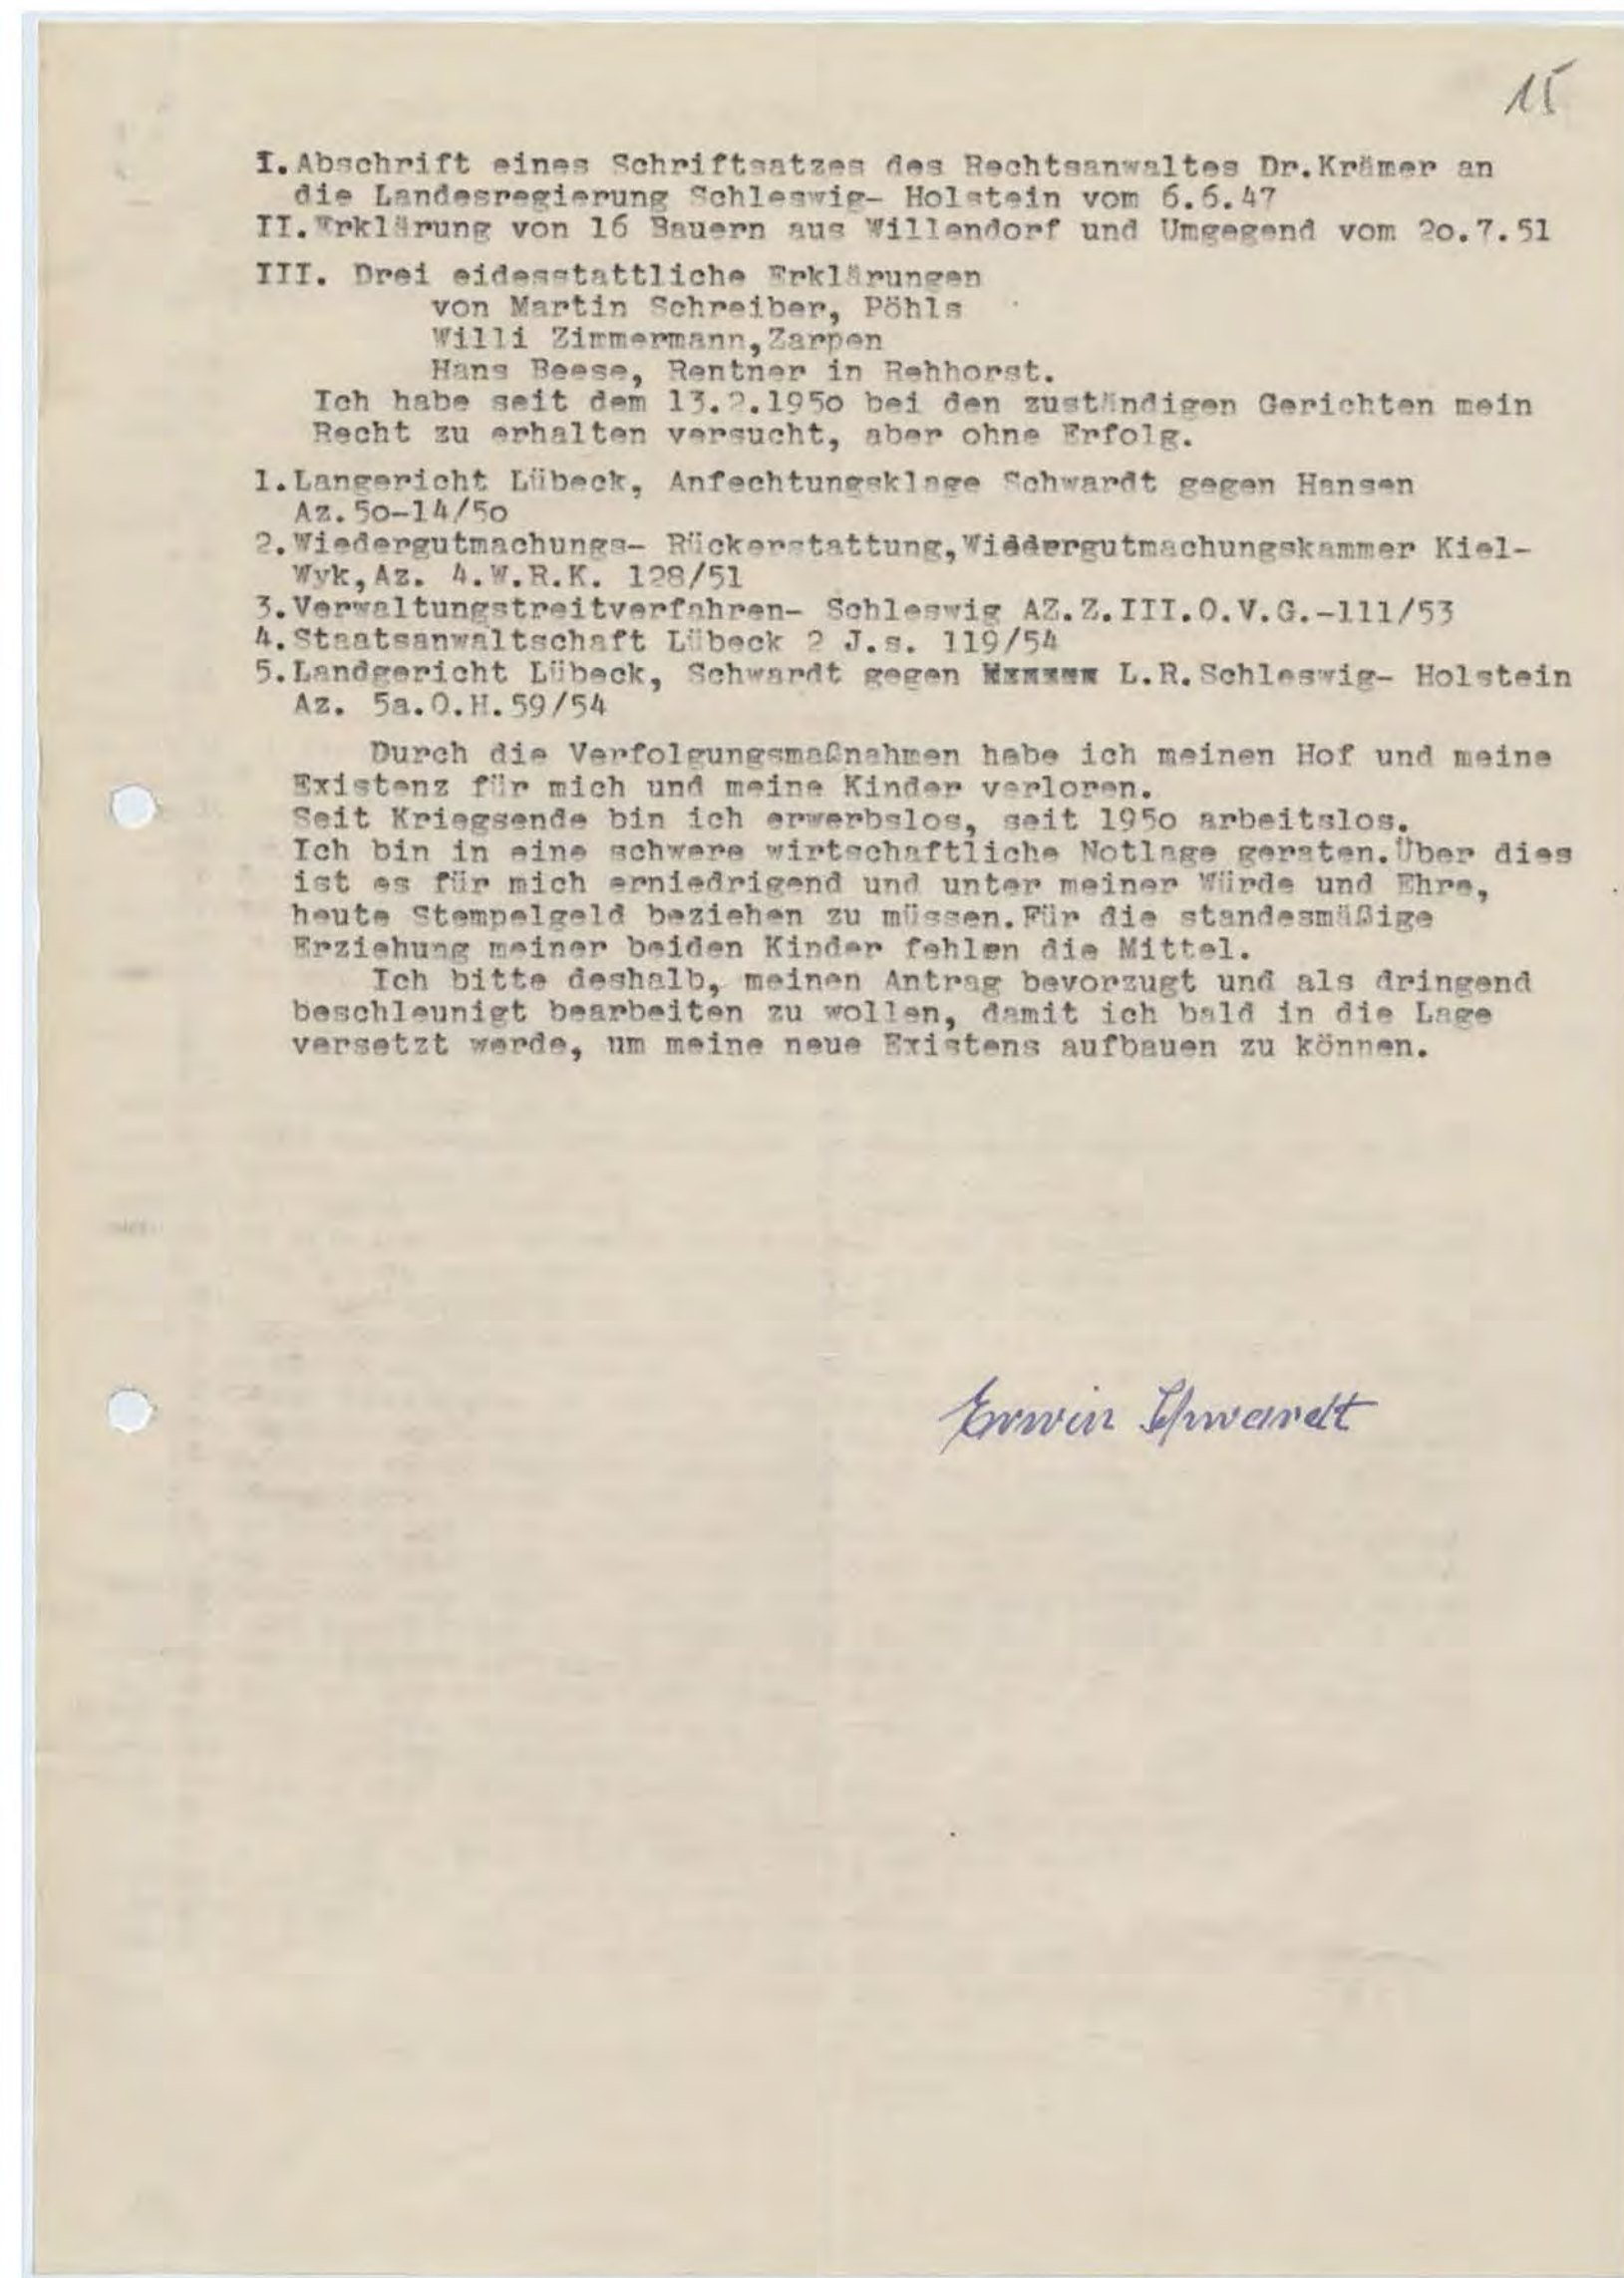 15
I.Abschrift eines Schriftsatzes des Rechtsanwaltes Dr.Krämer an
die Landesregierung Schleswig- Holstein vom 6.6.47
II.Erklärung von 16 Bauern aus Willendorf und Umgegend vom 2o.7.51
III. Drei eidesstattliche Erklärungen
von Martin Schreiber, Pöhls
Willi Zimmermann,Zarpen
Hans Beese, Rentner in Rehhorst.
Ich habe seit dem 13.2.195o bei den zuständigen Gerichten mein
Recht zu erhalten versucht, aber ohne Erfolg.
1.Langericht Lübeck, Anfechtungsklage Schwardt gegen Hansen
Az.5o-14/5o
2.Wiedergutmachungs- Rückerstattung,Wiedergutmachungskammer Kiel-
Wyk,Az. 4.W.R.K. 128/51
3.Verwaltungstreitverfahren- Schleswig AZ.Z.III.O.V.G.-111/53
4.Staatsanwaltschaft Lübeck 2 J.s. 119/54
5.Landgericht Lübeck, Schwardt gegen L.R.Schleswig- Holstein
Az. 5a.O.H.59/54
Durch die Verfolgungsmaßnahmen habe ich meinen Hof und meine
Existenz für mich und meine Kinder verloren.
Seit Kriegsende bin ich erwerbslos, seit 195o arbeitslos.
Ich bin in eine schwere wirtschaftliche Notlage geraten.Über dies
ist es für mich erniedrigend und unter meiner Würde und Ehre,
heute Stempelgeld beziehen zu müssen.Für die standesmäßige
Erziehung meiner beiden Kinder fehlen die Mittel.
Ich bitte deshalb, meinen Antrag bevorzugt und als dringend
beschleunigt bearbeiten zu wollen, damit ich bald in die Lage
versetzt werde, um meine neue Existens aufbauen zu können.
Erwin Schwardt